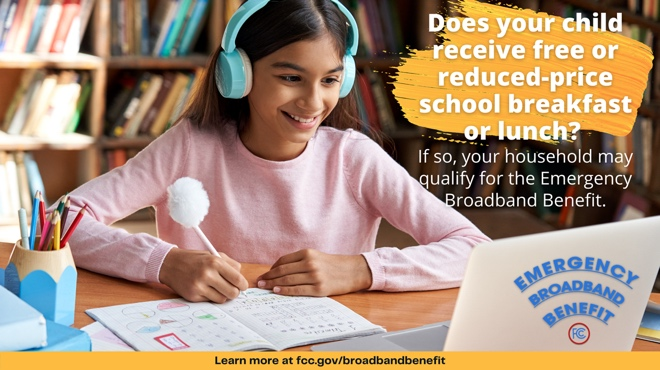 Does your child
receive free or
reduced-price
school breakfast
or lunch?
If so, your household may
qualify for the Emergency
Broadband Benefit.
EMERGENCY
BROADBAND
BENEFIT
FCC
Learn more at fcc.gov/broadbandbenefit